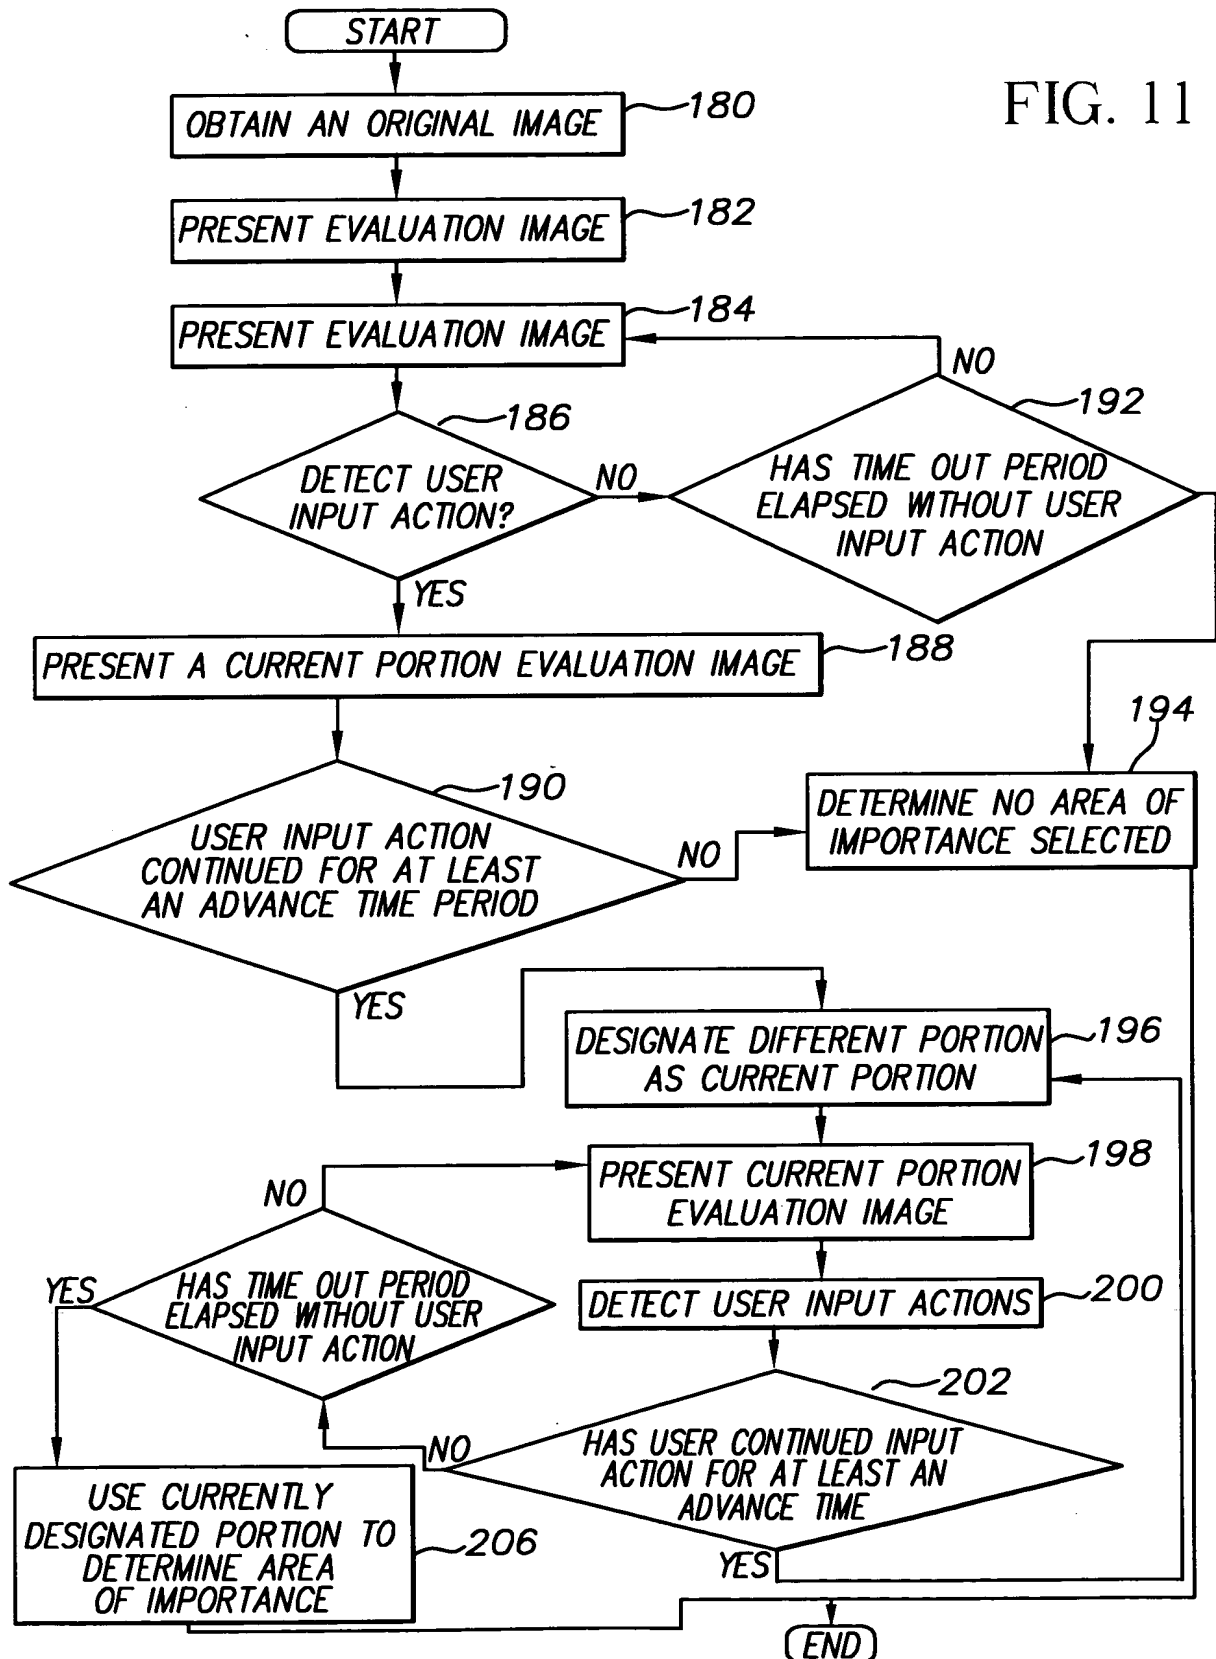 START
FIG. 11
OBTAIN AN ORIGINAL IMAGE
180
PRESENT EVALUATION IMAGE
182
PRESENT EVALUATION IMAGE
184
186
DETECT USER
INPUT ACTION?
NO
YES
NO
192
HAS TIME OUT PERIOD
ELAPSED WITHOUT USER
INPUT ACTION
PRESENT A CURRENT PORTION EVALUATION IMAGE
188
190
USER INPUT ACTION
CONTINUED FOR AT LEAST
AN ADVANCE TIME PERIOD
NO
YES
194
DETERMINE NO AREA OF
IMPORTANCE SELECTED
DESIGNATE DIFFERENT PORTION
AS CURRENT PORTION
196
PRESENT CURRENT PORTION
EVALUATION IMAGE
198
NO
YES
HAS TIME OUT PERIOD
ELAPSED WITHOUT USER
INPUT ACTION
DETECT USER INPUT ACTIONS
200
202
HAS USER CONTINUED INPUT
ACTION FOR AT LEAST AN
ADVANCE TIME
NO
YES
USE CURRENTLY
DESIGNATED PORTION TO
DETERMINE AREA
OF IMPORTANCE
206
END